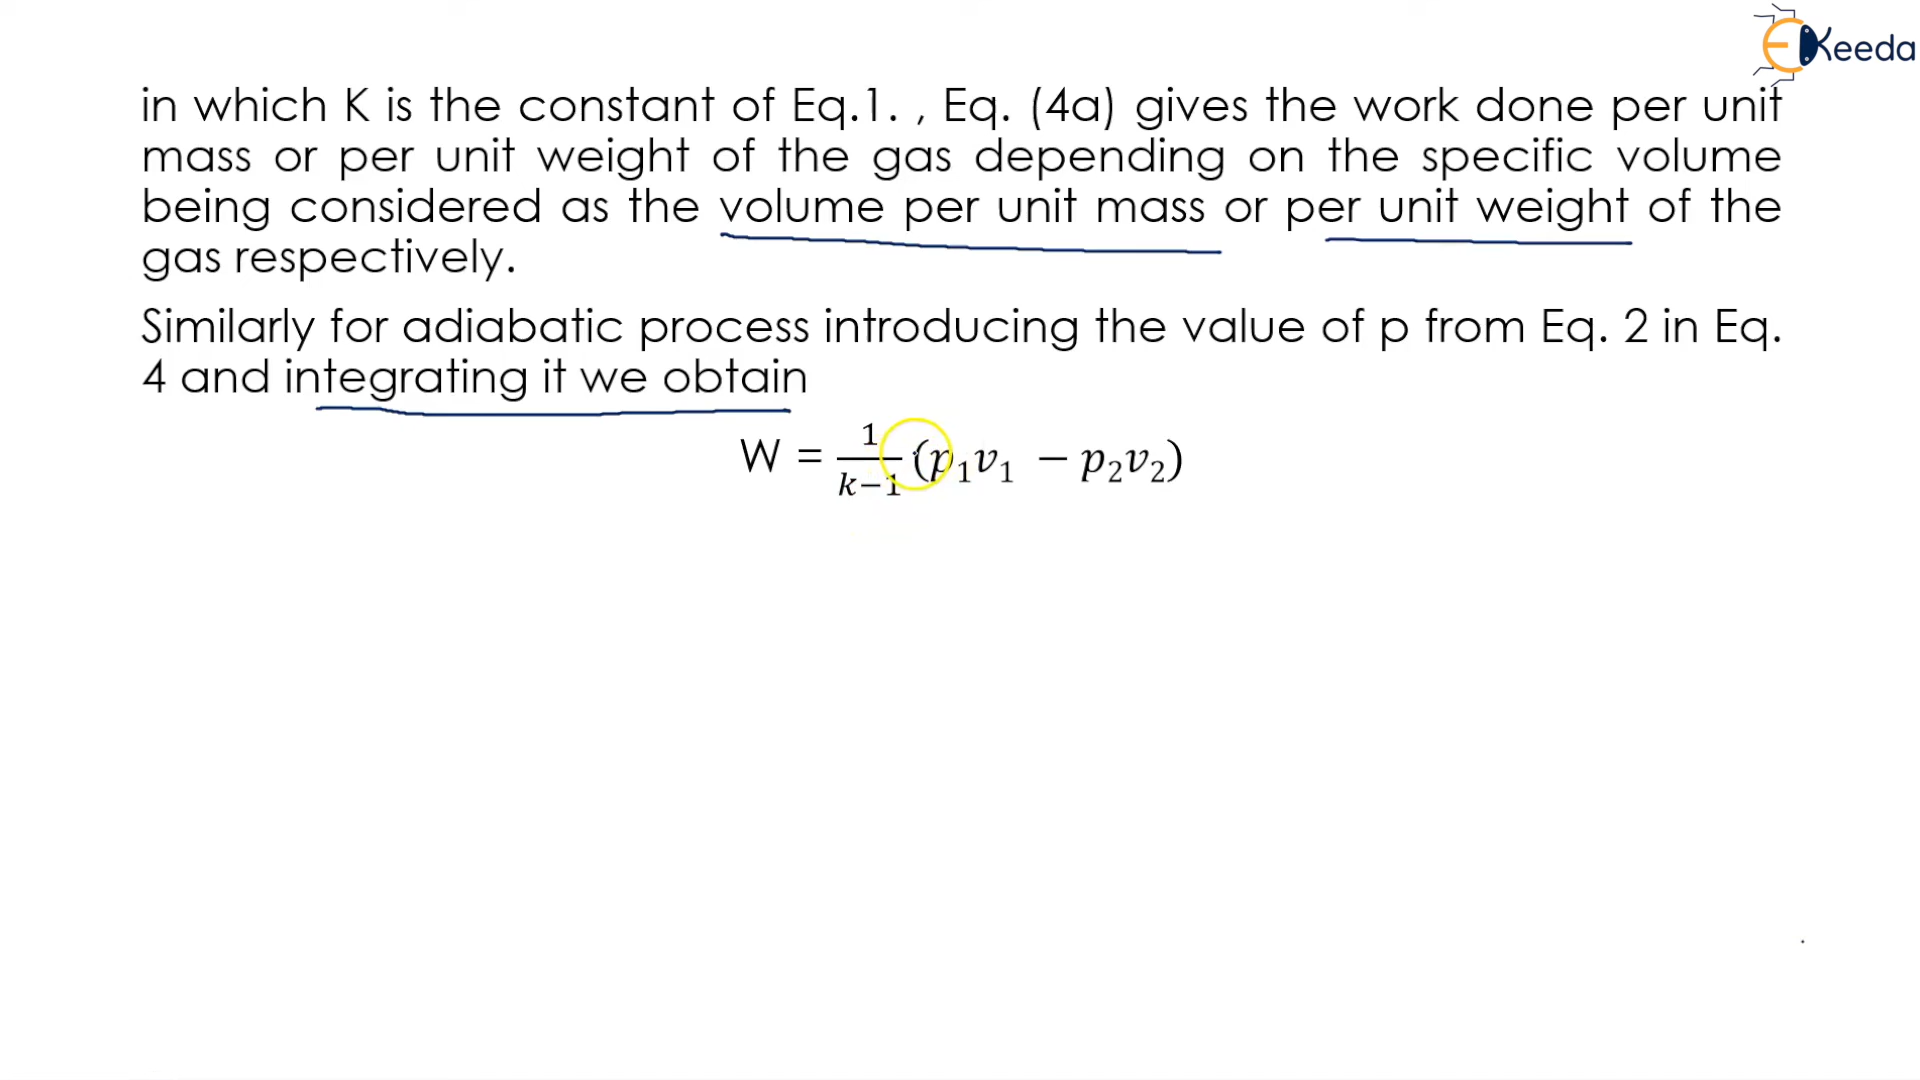 EKeeda
in which K is the constant of Eq.1. , Eq. (4a) gives the work done per unit
mass or per unit weight of the gas depending on the specific volume
being considered as the volume per unit mass or per unit weight of the
gas respectively.
Similarly for adiabatic process introducing the value of p from Eq. 2 in Eq.
4 and integrating it we obtain
W = \frac{1}{k−1} (p₁v₁ − p₂v₂)